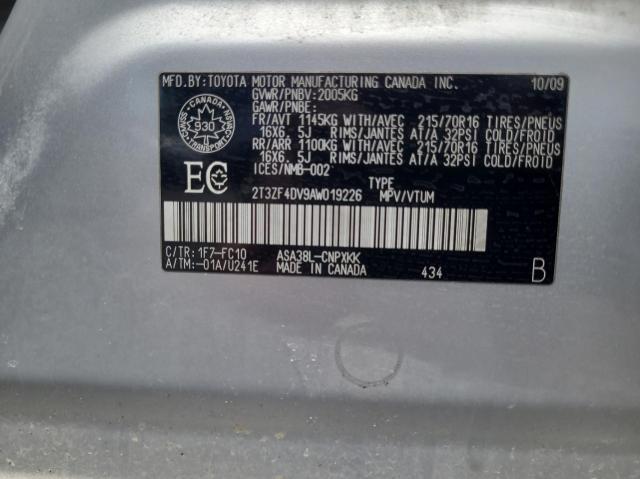 MFD.BY:TOYOTA MOTOR MANUFACTURING CANADA INC. 10/09
GVWR/PNBV:2005KG
GAWR/PNBE:
FR/AVT 1145KG WITH/AVEC 215/70R16 TIRES/PNEUS
16X6.5J RIMS/JANTES AT/A 32PSI COLD/FROID
RR/ARR 1100KG WITH/AVEC 215/70R16 TIRES/PNEUS
16X6.5J RIMS/JANTES AT/A 32PSI COLD/FROID
ICES/NMB-002
TYPE
2T3ZF4DV9AW019226 MPV/VTUM
CANADA
930
TRANSPORT
EC
C/TR:1F7-FC10 ASA38L-CNPXKK
A/TM:-01A/U241E MADE IN CANADA 434 B